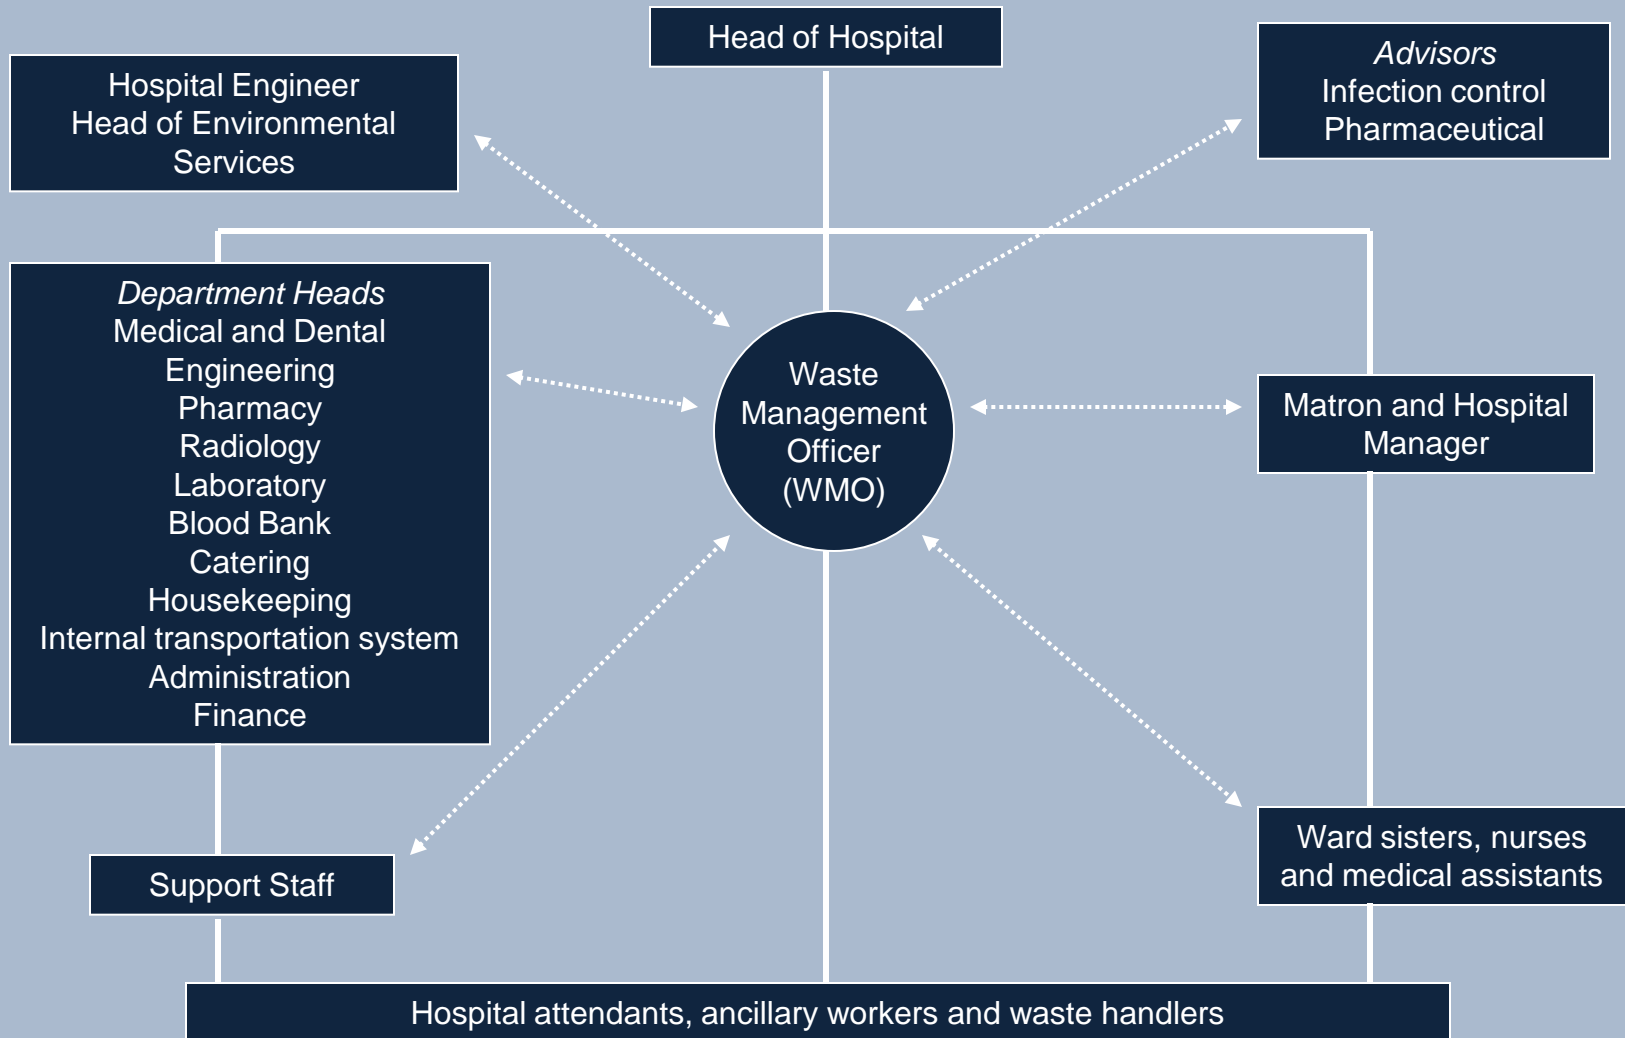 Head of Hospital
Hospital Engineer
Head of Environmental
Services
Advisors
Infection control
Pharmaceutical
Department Heads
Medical and Dental
Engineering
Pharmacy
Radiology
Laboratory
Blood Bank
Catering
Housekeeping
Internal transportation system
Administration
Finance
Waste
Management
Officer
(WMO)
Matron and Hospital
Manager
Support Staff
Ward sisters, nurses
and medical assistants
Hospital attendants, ancillary workers and waste handlers